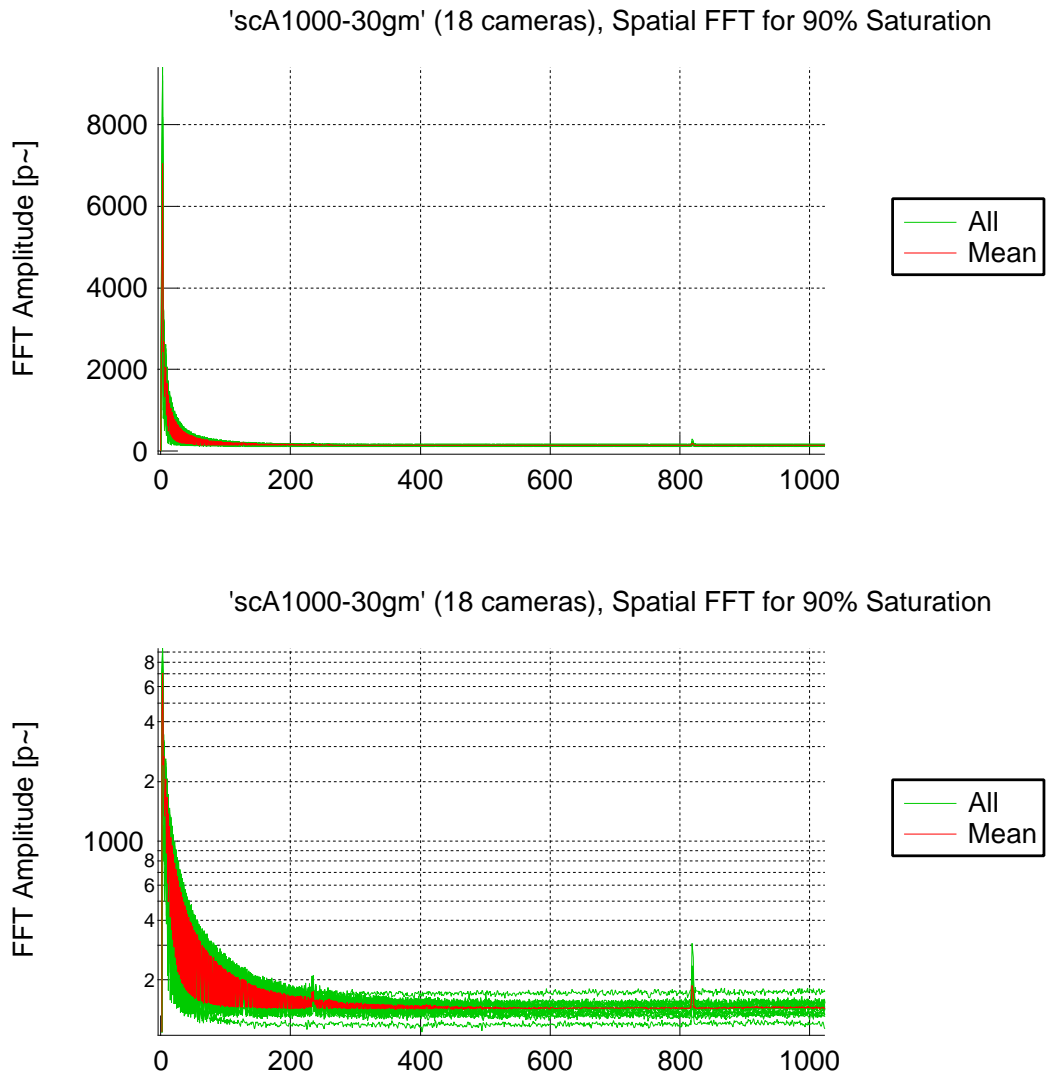 'scA1000-30gm' (18 cameras), Spatial FFT for 90% Saturation
FFT Amplitude [p~]
8000
6000
4000
2000
0
0 200 400 600 800 1000
All
Mean
'scA1000-30gm' (18 cameras), Spatial FFT for 90% Saturation
FFT Amplitude [p~]
8
6
4
2
1000
8
6
4
2
0 200 400 600 800 1000
All
Mean